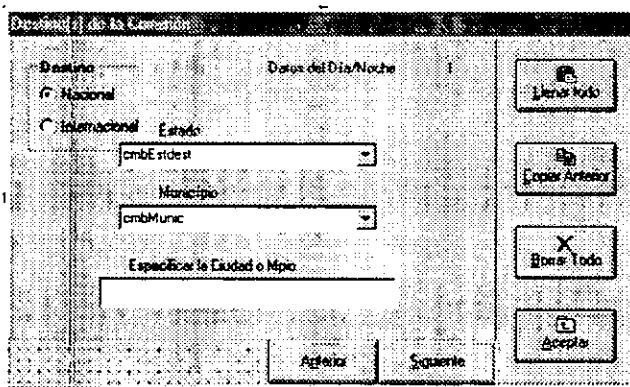 Destino(s) de la Comisión
Destino
Datos del Día/Noche 1
Nacional
Internacional
Estado
cmbEstdest
Municipio
cmbMunic
Especificar la Ciudad o Mpio
Anterior
Siguiente
Llenar todo
Copiar Anterior
Borrar Todo
Aceptar
1